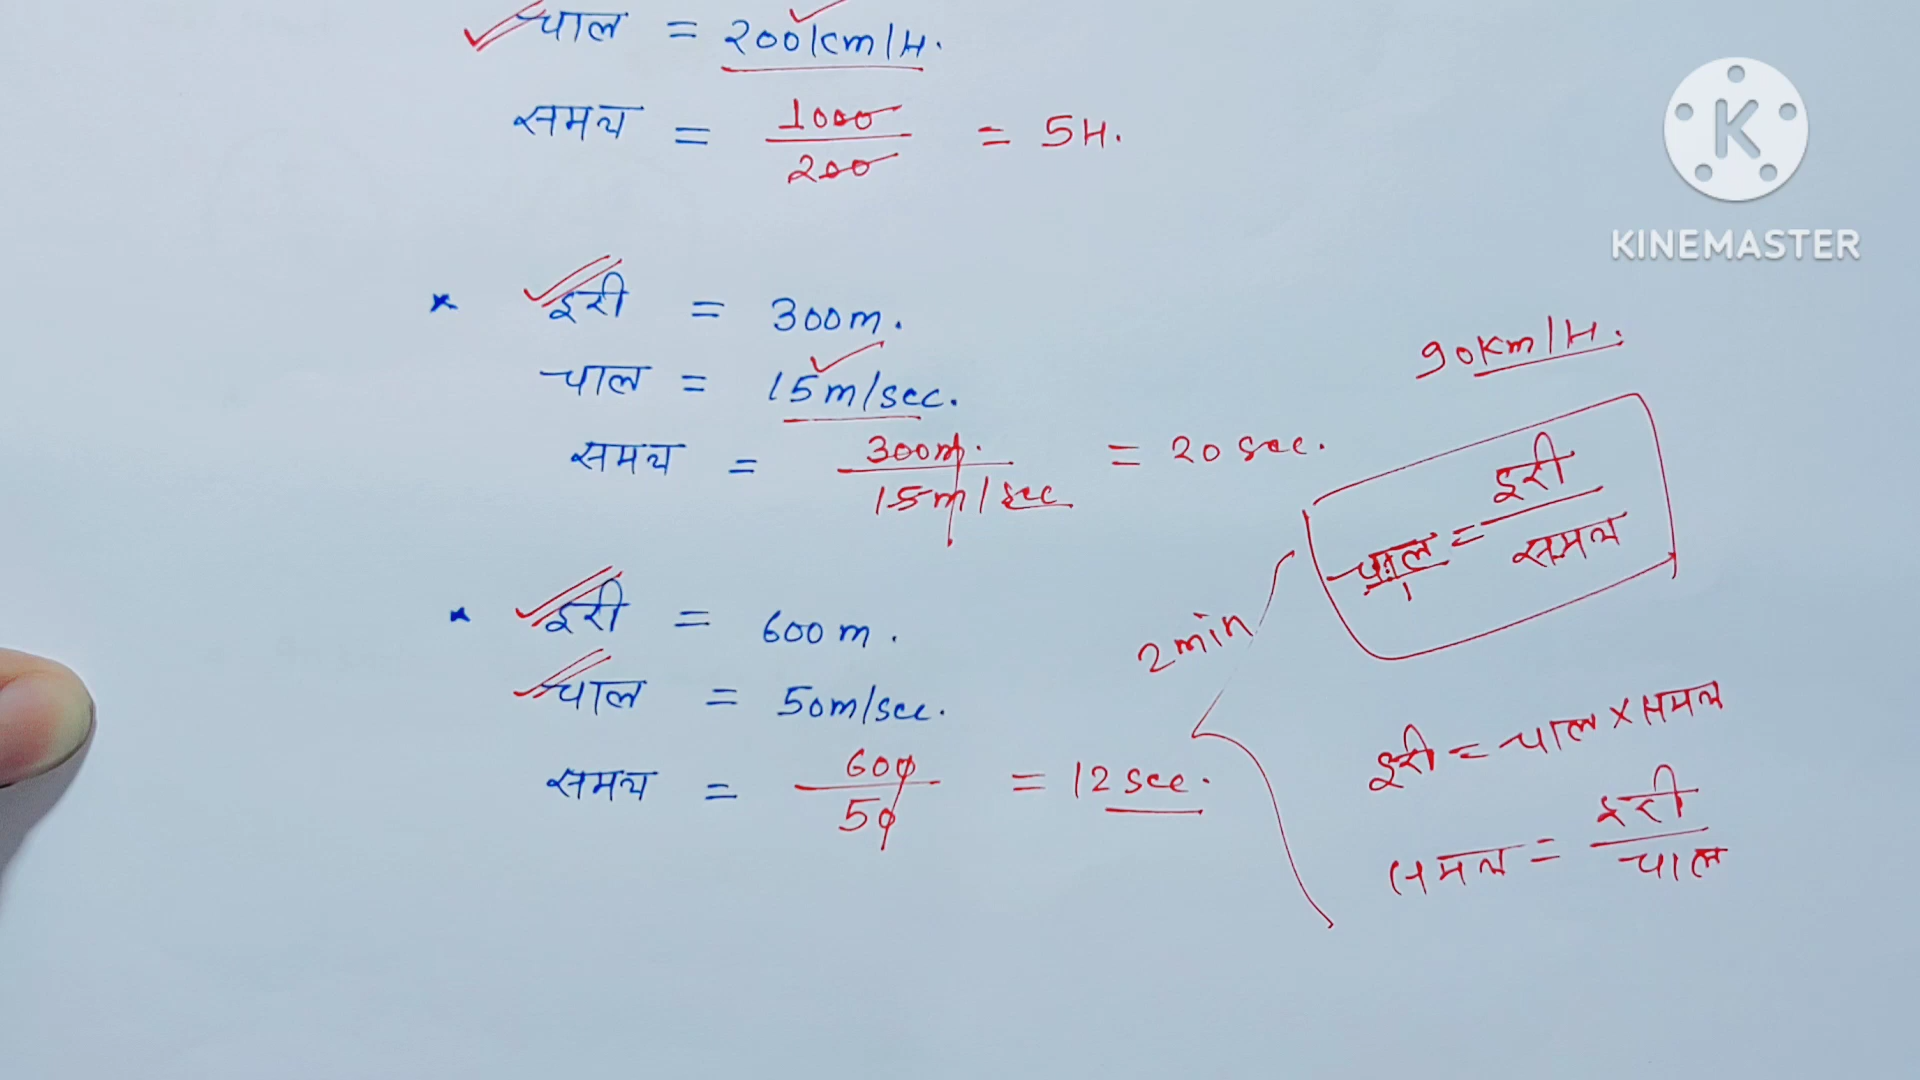 चाल = 200km/H.
समय = 1000/200 = 5H.
KINEMASTER
* दूरी = 300m.
चाल = 15m/sec.
समय = 300m./15m/sec = 20 sec.
90Km/H.
चाल = दूरी/समय
2min
* दूरी = 600m.
चाल = 50m/sec.
समय = 600/50 = 12 sec.
दूरी = चाल × समय
समय = दूरी/चाल